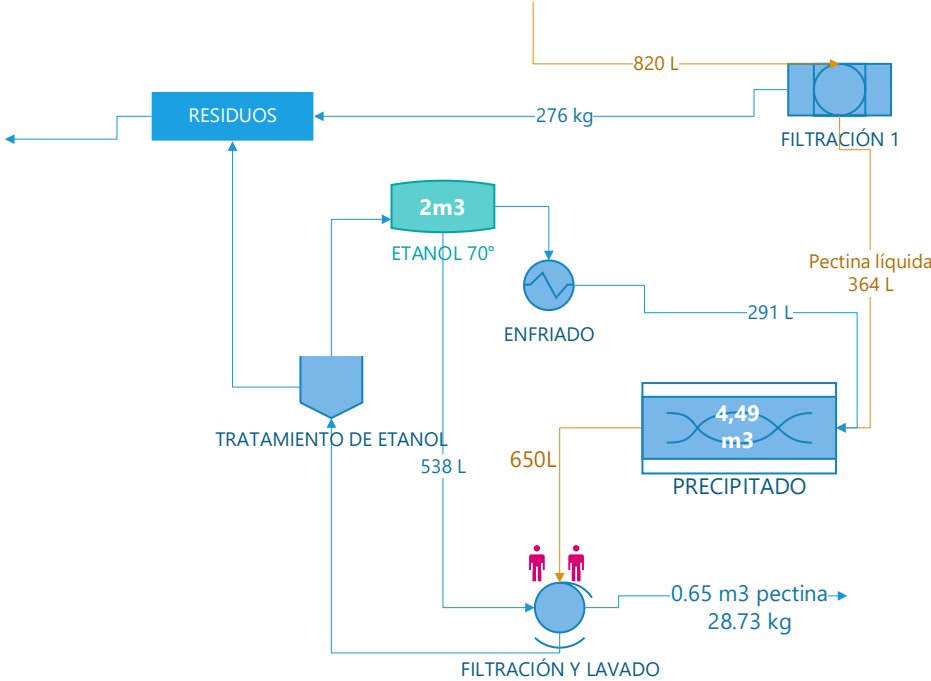 820 L
RESIDUOS
276 kg
FILTRACIÓN 1
2m3
ETANOL 70°
Pectina líquida
364 L
291 L
ENFRIADO
4,49
m3
TRATAMIENTO DE ETANOL
538 L
650L
PRECIPITADO
0.65 m3 pectina
28.73 kg
FILTRACIÓN Y LAVADO